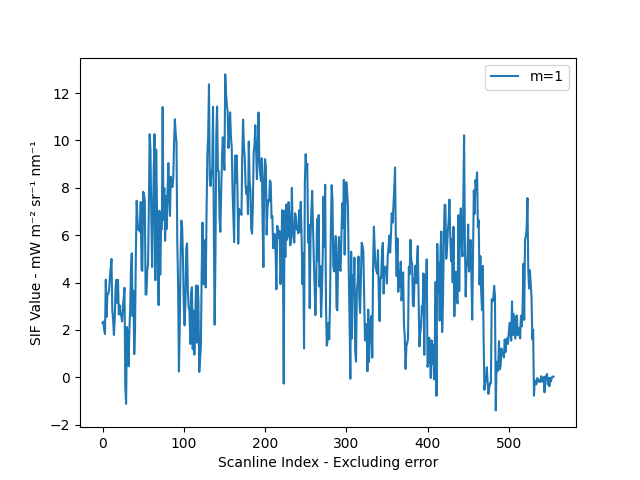 m=1
12
10
8
6
4
2
0
−2
SIF Value - mW m⁻² sr⁻¹ nm⁻¹
0 100 200 300 400 500
Scanline Index - Excluding error